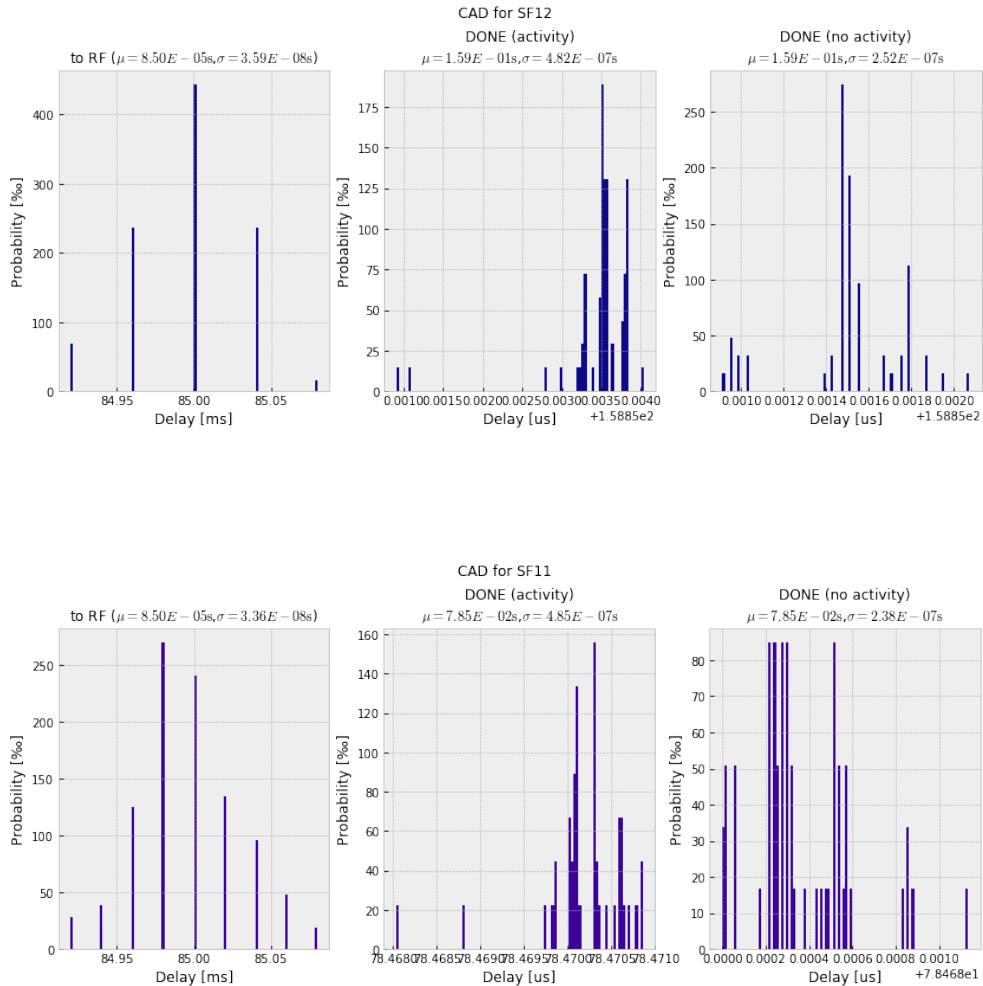 CAD for SF12
to RF (μ = 8.50E − 05s,σ = 3.59E − 08s)
DONE (activity)
μ = 1.59E − 01s,σ = 4.82E − 07s
DONE (no activity)
μ = 1.59E − 01s,σ = 2.52E − 07s
Probability [‰]
400
300
200
100
0
84.95
85.00
85.05
Delay [ms]
Probability [‰]
175
150
125
100
75
50
25
0
0.0010
0.0015
0.0020
0.0025
0.0030
0.0035
0.0040
Delay [us]
+1.5885e2
Probability [‰]
250
200
150
100
50
0
0.0010
0.0012
0.0014
0.0016
0.0018
0.0020
Delay [us]
+1.5885e2
CAD for SF11
to RF (μ = 8.50E − 05s,σ = 3.36E − 08s)
DONE (activity)
μ = 7.85E − 02s,σ = 4.85E − 07s
DONE (no activity)
μ = 7.85E − 02s,σ = 2.38E − 07s
Probability [‰]
250
200
150
100
50
0
84.95
85.00
85.05
Delay [ms]
Probability [‰]
160
140
120
100
80
60
40
20
0
78.4680
78.4685
78.4690
78.4695
78.4700
78.4705
78.4710
Delay [us]
Probability [‰]
80
70
60
50
40
30
20
10
0
0.0000
0.0002
0.0004
0.0006
0.0008
0.0010
Delay [us]
+7.8468e1